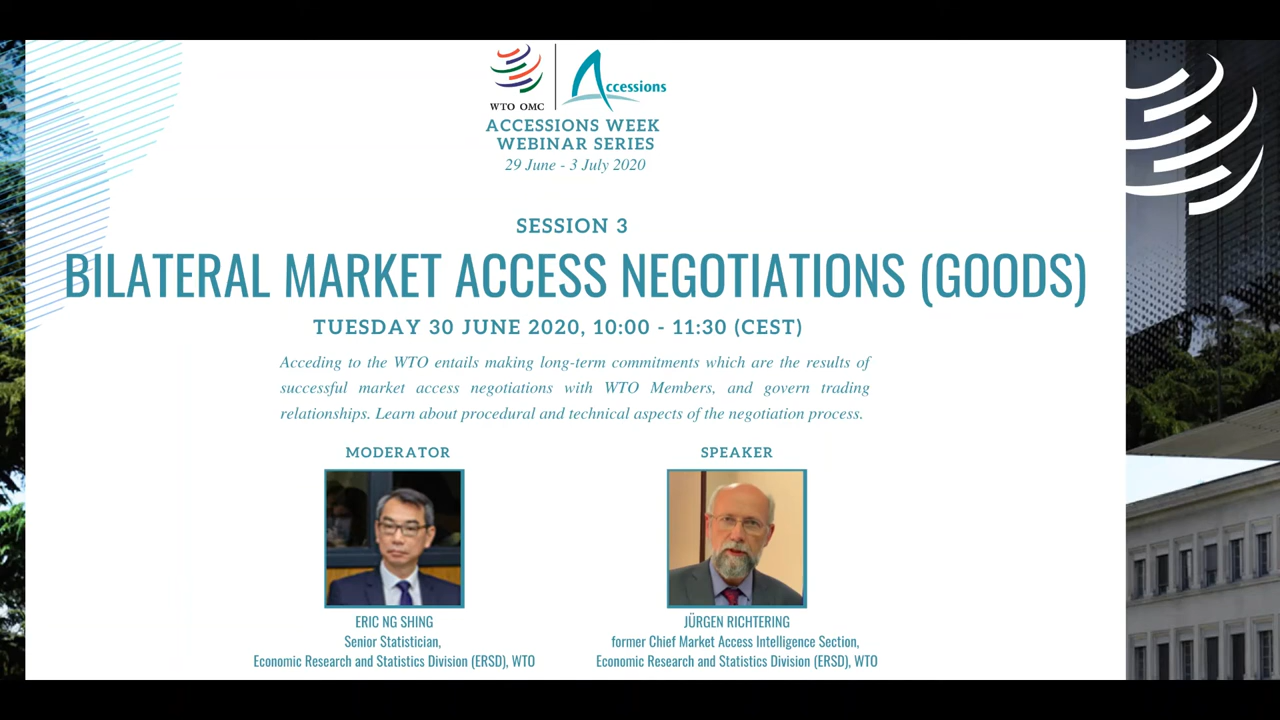 WTO OMC
Accessions
ACCESSIONS WEEK
WEBINAR SERIES
29 June - 3 July 2020
SESSION 3
BILATERAL MARKET ACCESS NEGOTIATIONS (GOODS)
TUESDAY 30 JUNE 2020, 10:00 - 11:30 (CEST)
Acceding to the WTO entails making long-term commitments which are the results of
successful market access negotiations with WTO Members, and govern trading
relationships. Learn about procedural and technical aspects of the negotiation process.
MODERATOR
ERIC NG SHING
Senior Statistician,
Economic Research and Statistics Division (ERSD), WTO
SPEAKER
JÜRGEN RICHTERING
former Chief Market Access Intelligence Section,
Economic Research and Statistics Division (ERSD), WTO